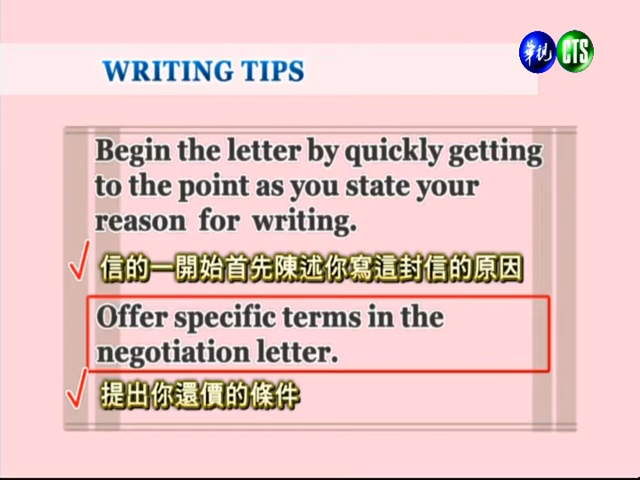 WRITING TIPS
華視 CTS
Begin the letter by quickly getting
to the point as you state your
reason for writing.
信的一開始首先陳述你寫這封信的原因
Offer specific terms in the
negotiation letter.
提出你還價的條件